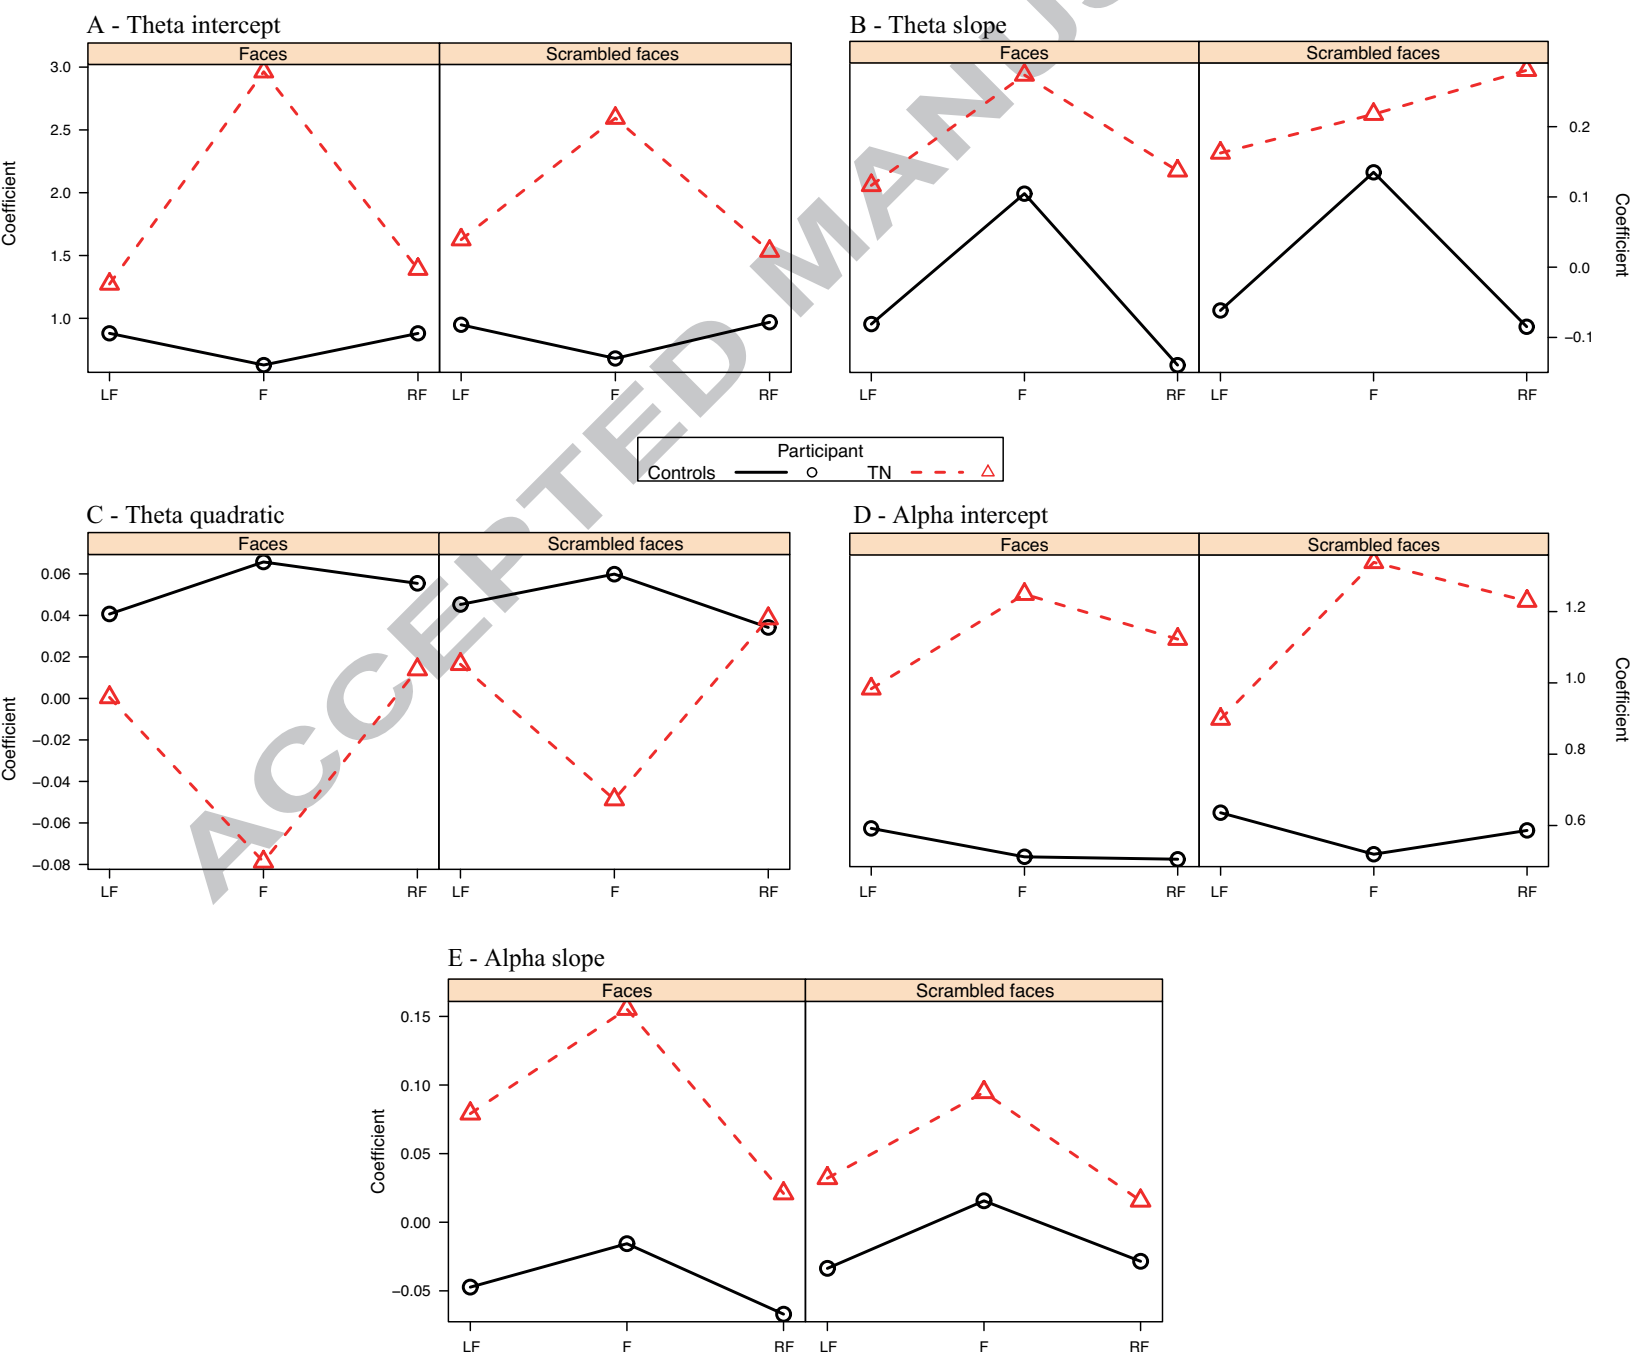 A - Theta intercept
Faces
Scrambled faces
3.0
2.5
2.0
1.5
1.0
Coefficient
LF
F
RF
LF
F
RF
B - Theta slope
Faces
Scrambled faces
0.2
0.1
0.0
−0.1
Coefficient
LF
F
RF
LF
F
RF
Participant
Controls
TN
C - Theta quadratic
Faces
Scrambled faces
0.06
0.04
0.02
0.00
−0.02
−0.04
−0.06
−0.08
Coefficient
LF
F
RF
LF
F
RF
D - Alpha intercept
Faces
Scrambled faces
1.2
1.0
0.8
0.6
Coefficient
LF
F
RF
LF
F
RF
E - Alpha slope
Faces
Scrambled faces
0.15
0.10
0.05
0.00
−0.05
Coefficient
LF
F
RF
LF
F
RF
ACCEPTED MANUS